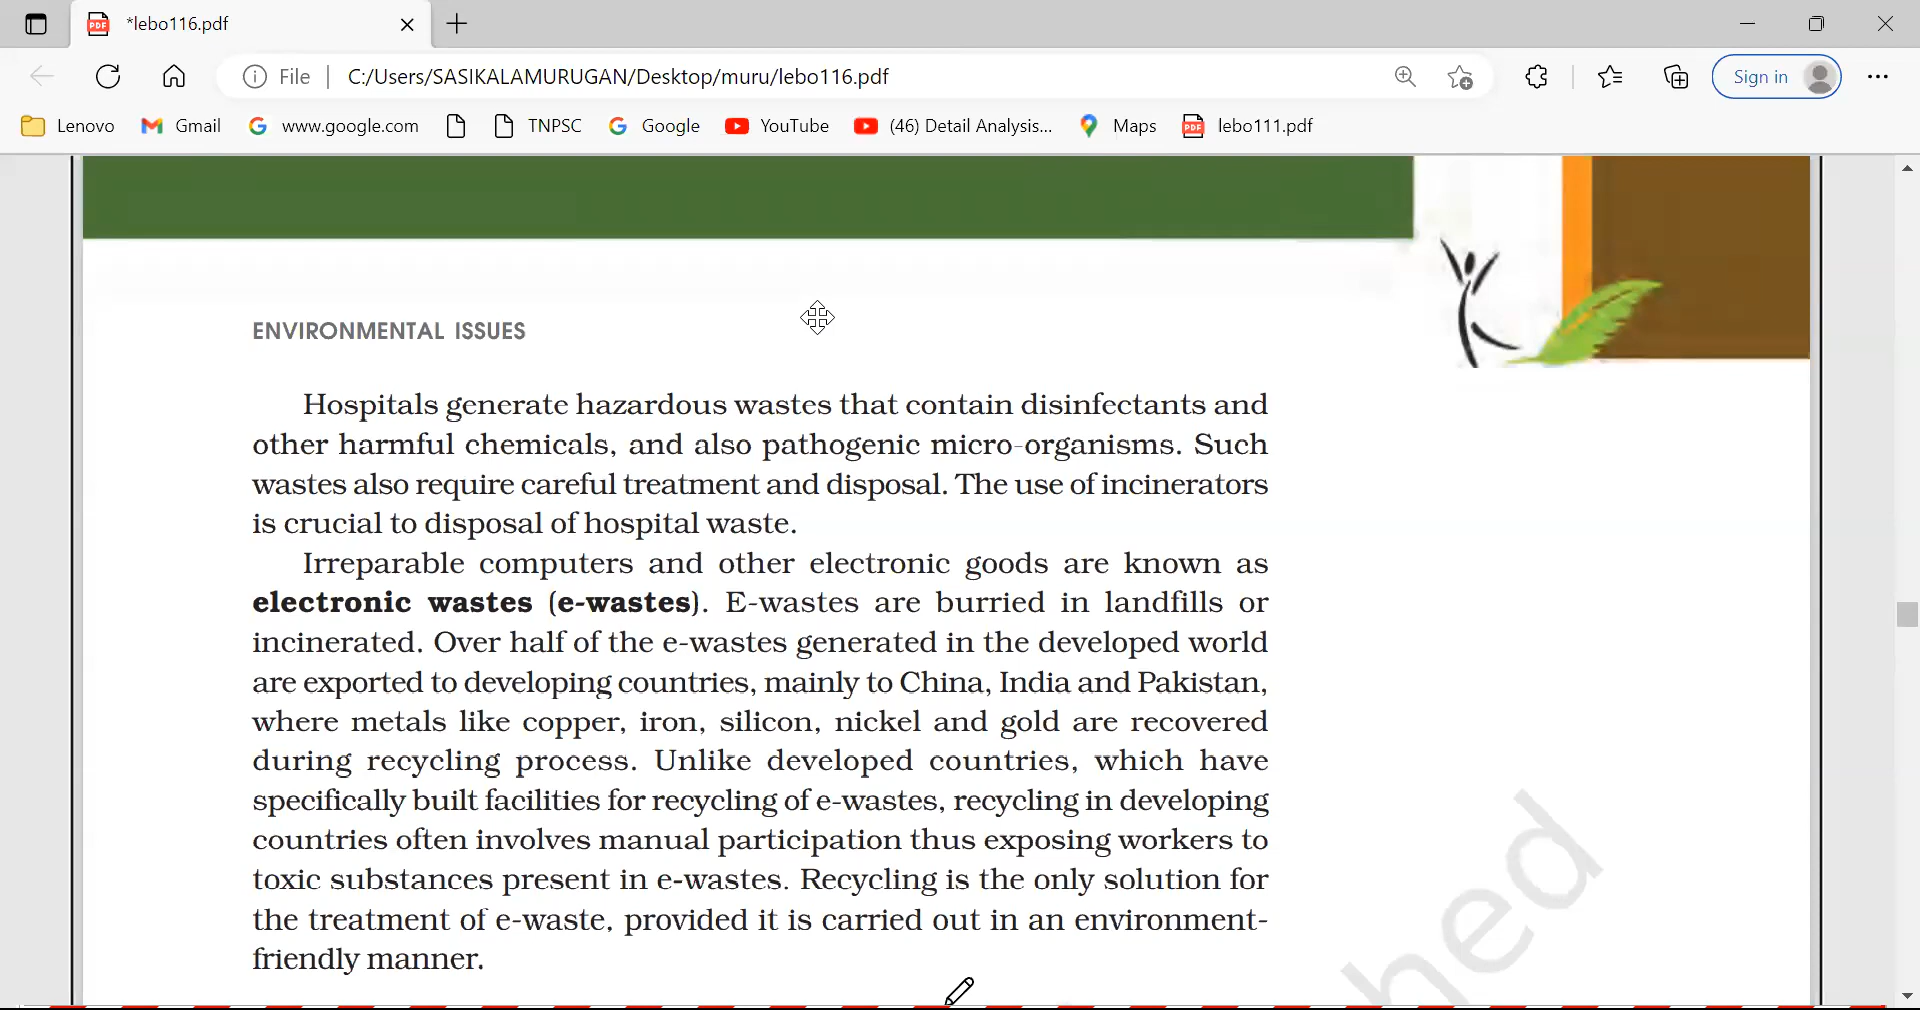 *lebo116.pdf
File C:/Users/SASIKALAMURUGAN/Desktop/muru/lebo116.pdf Sign in
Lenovo Gmail www.google.com TNPSC Google YouTube (46) Detail Analysis... Maps lebo111.pdf
ENVIRONMENTAL ISSUES
Hospitals generate hazardous wastes that contain disinfectants and
other harmful chemicals, and also pathogenic micro-organisms. Such
wastes also require careful treatment and disposal. The use of incinerators
is crucial to disposal of hospital waste.
Irreparable computers and other electronic goods are known as
electronic wastes (e-wastes). E-wastes are burried in landfills or
incinerated. Over half of the e-wastes generated in the developed world
are exported to developing countries, mainly to China, India and Pakistan,
where metals like copper, iron, silicon, nickel and gold are recovered
during recycling process. Unlike developed countries, which have
specifically built facilities for recycling of e-wastes, recycling in developing
countries often involves manual participation thus exposing workers to
toxic substances present in e-wastes. Recycling is the only solution for
the treatment of e-waste, provided it is carried out in an environment-
friendly manner.
hed